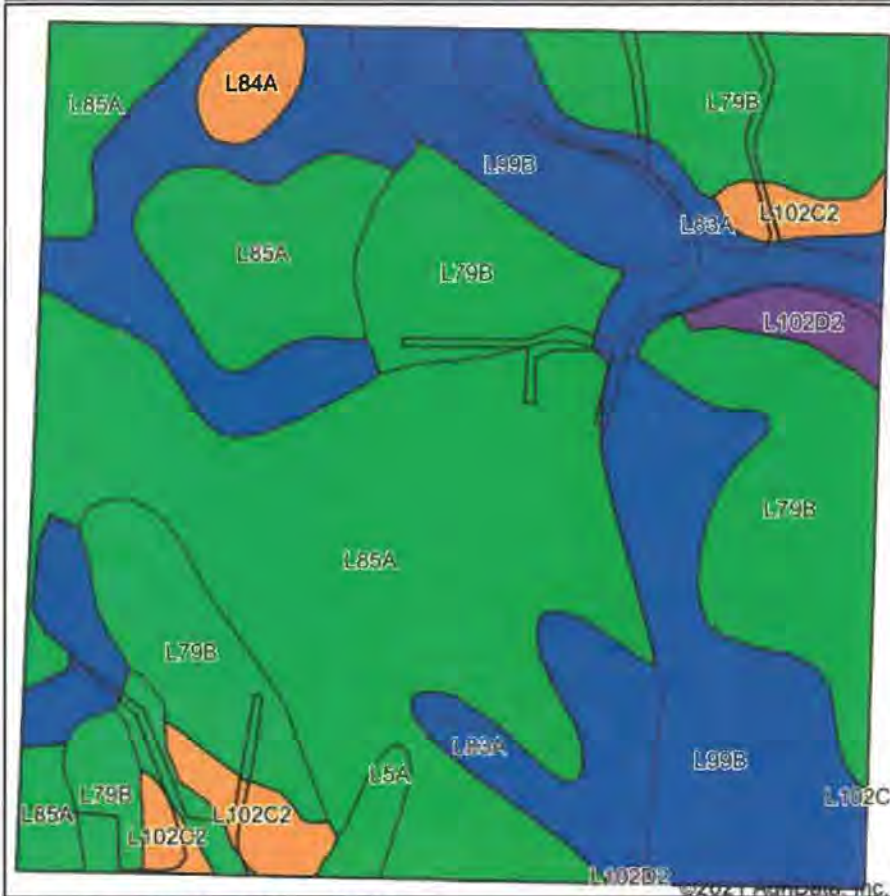 L84A
L85A
L79B
L99B
L102C2
L83A
L85A
L79B
L102D2
L79B
L85A
L79B
L83A
L99B
L5A
L102C
L79B
L102C2
L85A
L102C2
L102D2
©2021 AgriData, Inc.